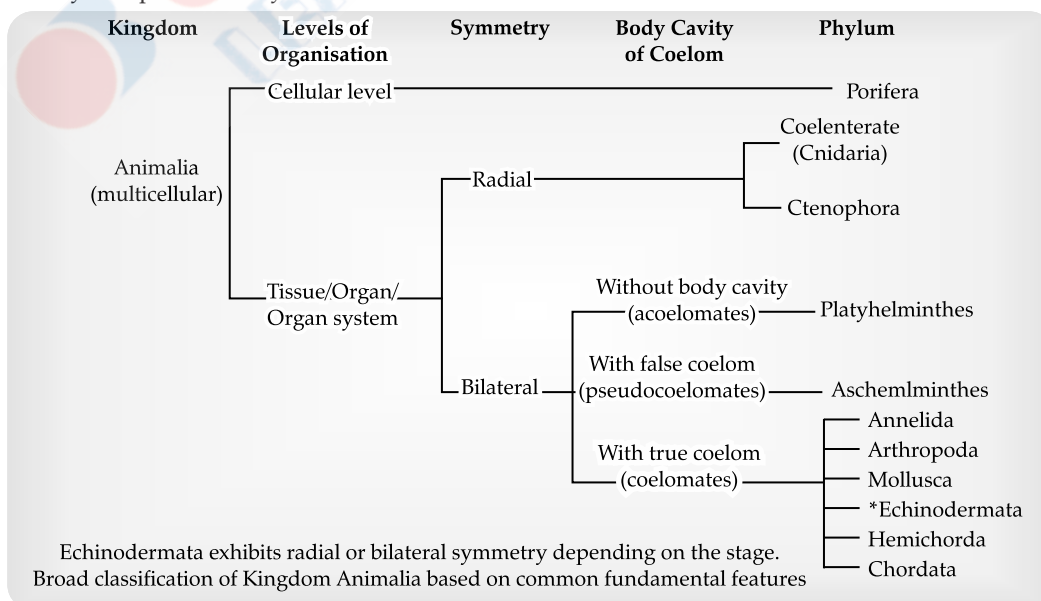 Kingdom Levels of Symmetry Body Cavity Phylum
Organisation of Coelom
Cellular level Porifera
Coelenterate
(Cnidaria)
Animalia
(multicellular)
Radial
Ctenophora
Tissue/Organ/
Organ system
Without body cavity
(acoelomates) Platyhelminthes
With false coelom
Bilateral (pseudocoelomates) Aschemlminthes
Annelida
Arthropoda
With true coelom
(coelomates) Mollusca
*Echinodermata
Hemichorda
Chordata
Echinodermata exhibits radial or bilateral symmetry depending on the stage.
Broad classification of Kingdom Animalia based on common fundamental features